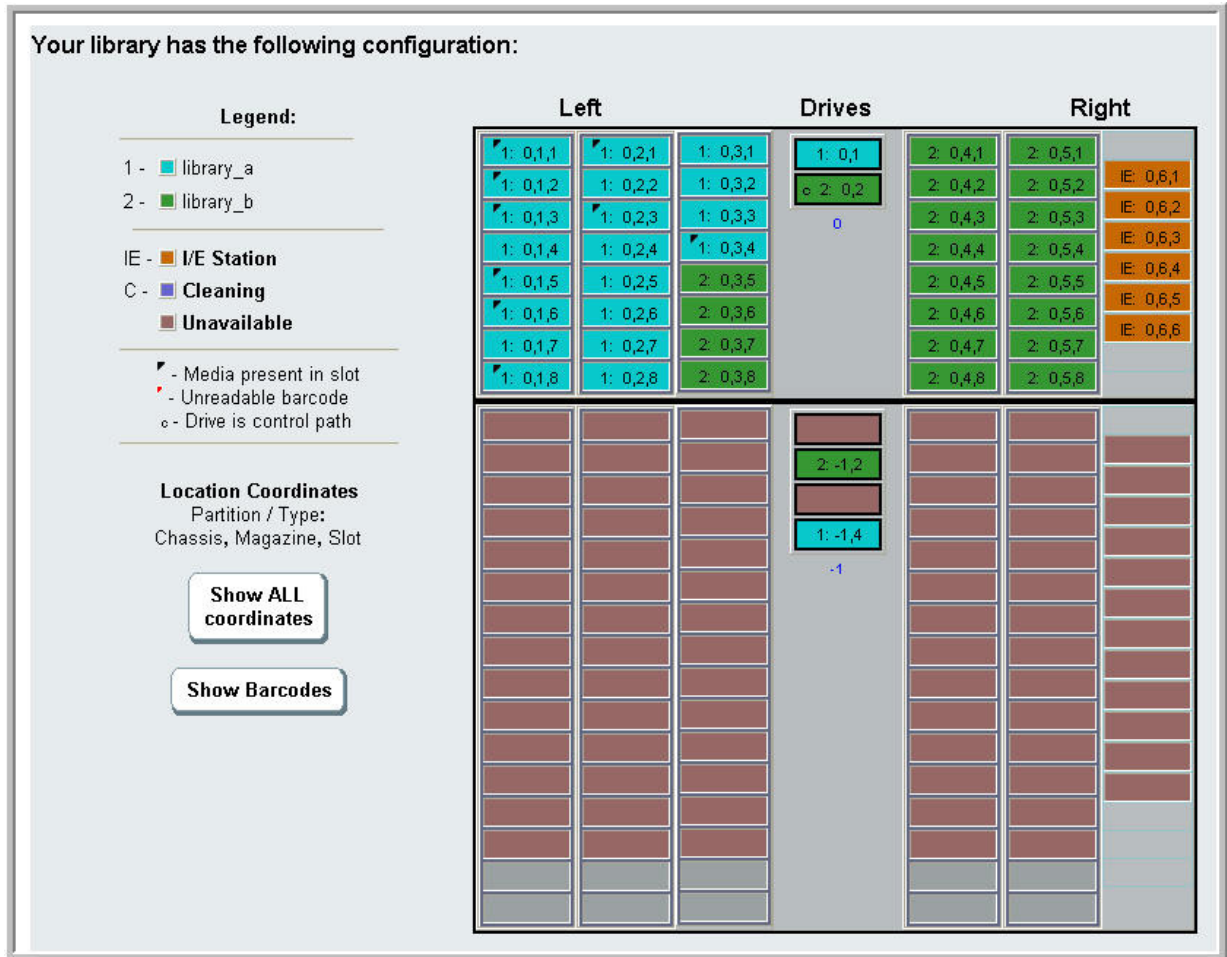 Your library has the following configuration:
Legend:
1 - library_a
2 - library_b
IE - I/E Station
C - Cleaning
Unavailable
- Media present in slot
- Unreadable barcode
c - Drive is control path
Location Coordinates
Partition / Type:
Chassis, Magazine, Slot
Show ALL
coordinates
Show Barcodes
Left Drives Right
1: 0,1,1 1: 0,2,1 1: 0,3,1 1: 0,1 2: 0,4,1 2: 0,5,1 IE: 0,6,1
1: 0,1,2 1: 0,2,2 1: 0,3,2 c 2: 0,2 2: 0,4,2 2: 0,5,2 IE: 0,6,2
1: 0,1,3 1: 0,2,3 1: 0,3,3 0 2: 0,4,3 2: 0,5,3 IE: 0,6,3
1: 0,1,4 1: 0,2,4 1: 0,3,4 2: 0,4,4 2: 0,5,4 IE: 0,6,4
1: 0,1,5 1: 0,2,5 2: 0,3,5 2: 0,4,5 2: 0,5,5 IE: 0,6,5
1: 0,1,6 1: 0,2,6 2: 0,3,6 2: 0,4,6 2: 0,5,6 IE: 0,6,6
1: 0,1,7 1: 0,2,7 2: 0,3,7 2: 0,4,7 2: 0,5,7
1: 0,1,8 1: 0,2,8 2: 0,3,8 2: 0,4,8 2: 0,5,8
2: -1,2
1: -1,4
-1